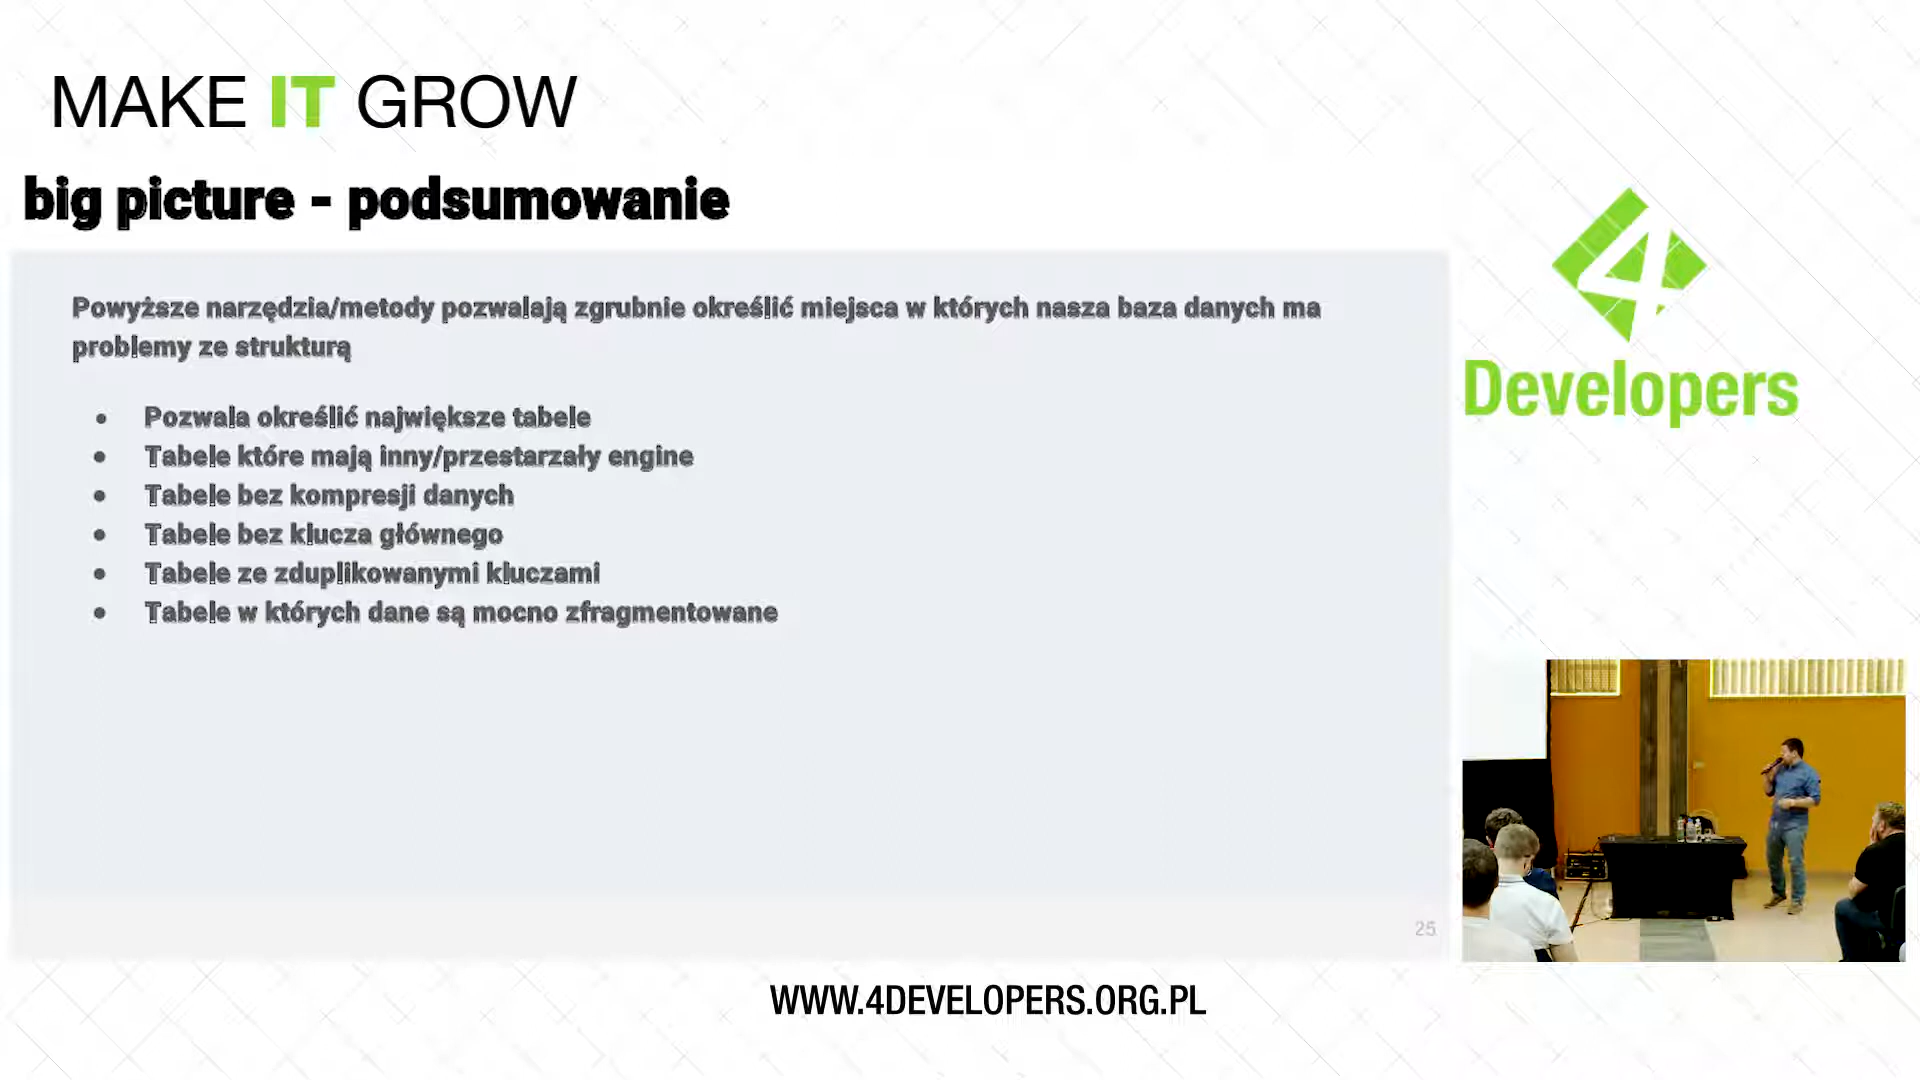 MAKE IT GROW
big picture - podsumowanie
Powyższe narzędzia/metody pozwalają zgrubnie określić miejsca w których nasza baza danych ma
problemy ze strukturą
• Pozwala określić największe tabele
• Tabele które mają inny/przestarzały engine
• Tabele bez kompresji danych
• Tabele bez klucza głównego
• Tabele ze zduplikowanymi kluczami
• Tabele w których dane są mocno zfragmentowane
25
4
Developers
WWW.4DEVELOPERS.ORG.PL